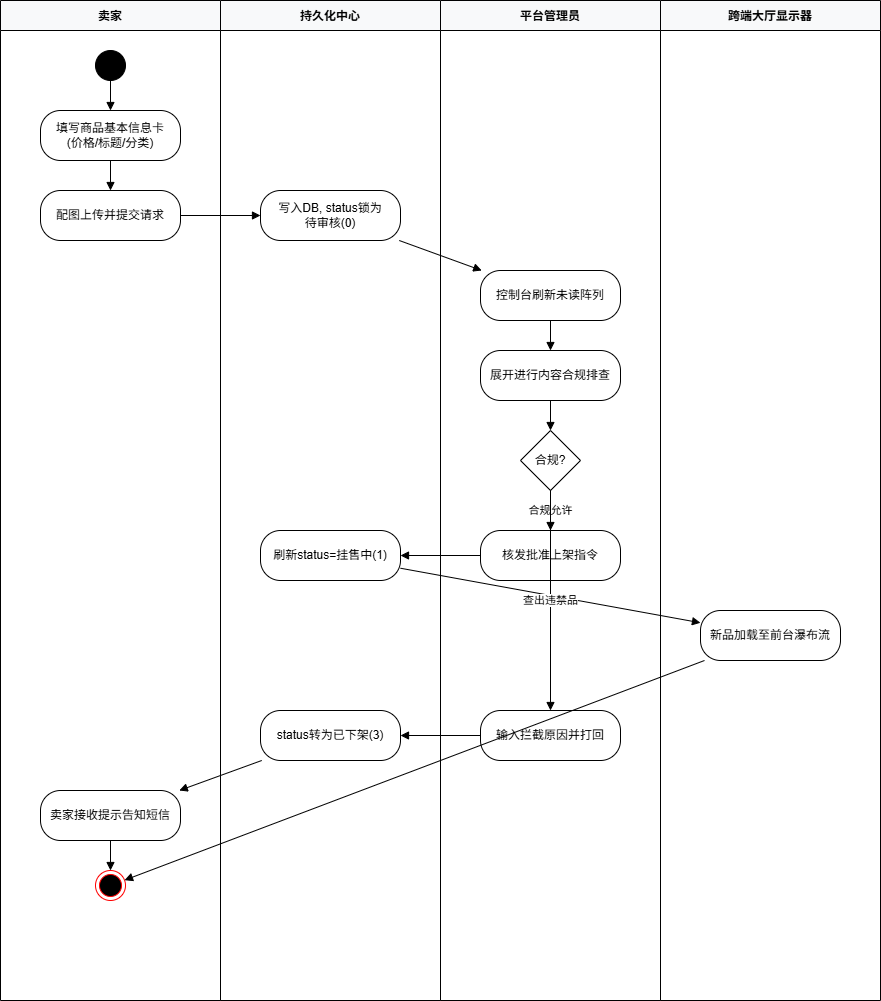 卖家
持久化中心
平台管理员
跨端大厅显示器
填写商品基本信息卡
(价格/标题/分类)
配图上传并提交请求
写入DB, status锁为
待审核(0)
控制台刷新未读阵列
展开进行内容合规排查
合规?
合规允许
刷新status=挂售中(1)
核发批准上架指令
查出违禁品
新品加载至前台瀑布流
status转为已下架(3)
输入拦截原因并打回
卖家接收提示告知短信